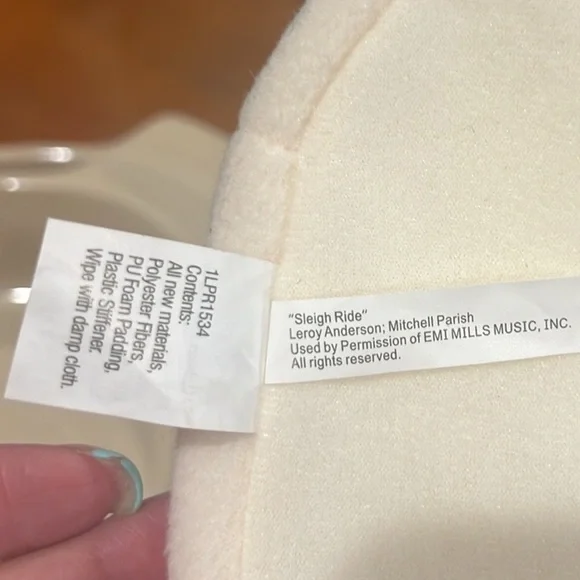 1LPR1534
Contents:
All new materials,
Polyester Fibers,
PU Foam Padding,
Plastic Stiffener.
Wipe with damp cloth.
"Sleigh Ride"
Leroy Anderson; Mitchell Parish
Used by Permission of EMI MILLS MUSIC, INC.
All rights reserved.